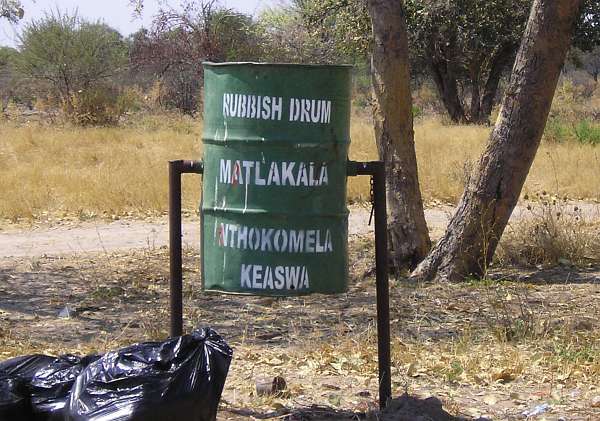 RUBBISH DRUM
MATLAKALA
NTHOKOMELA
KEASWA